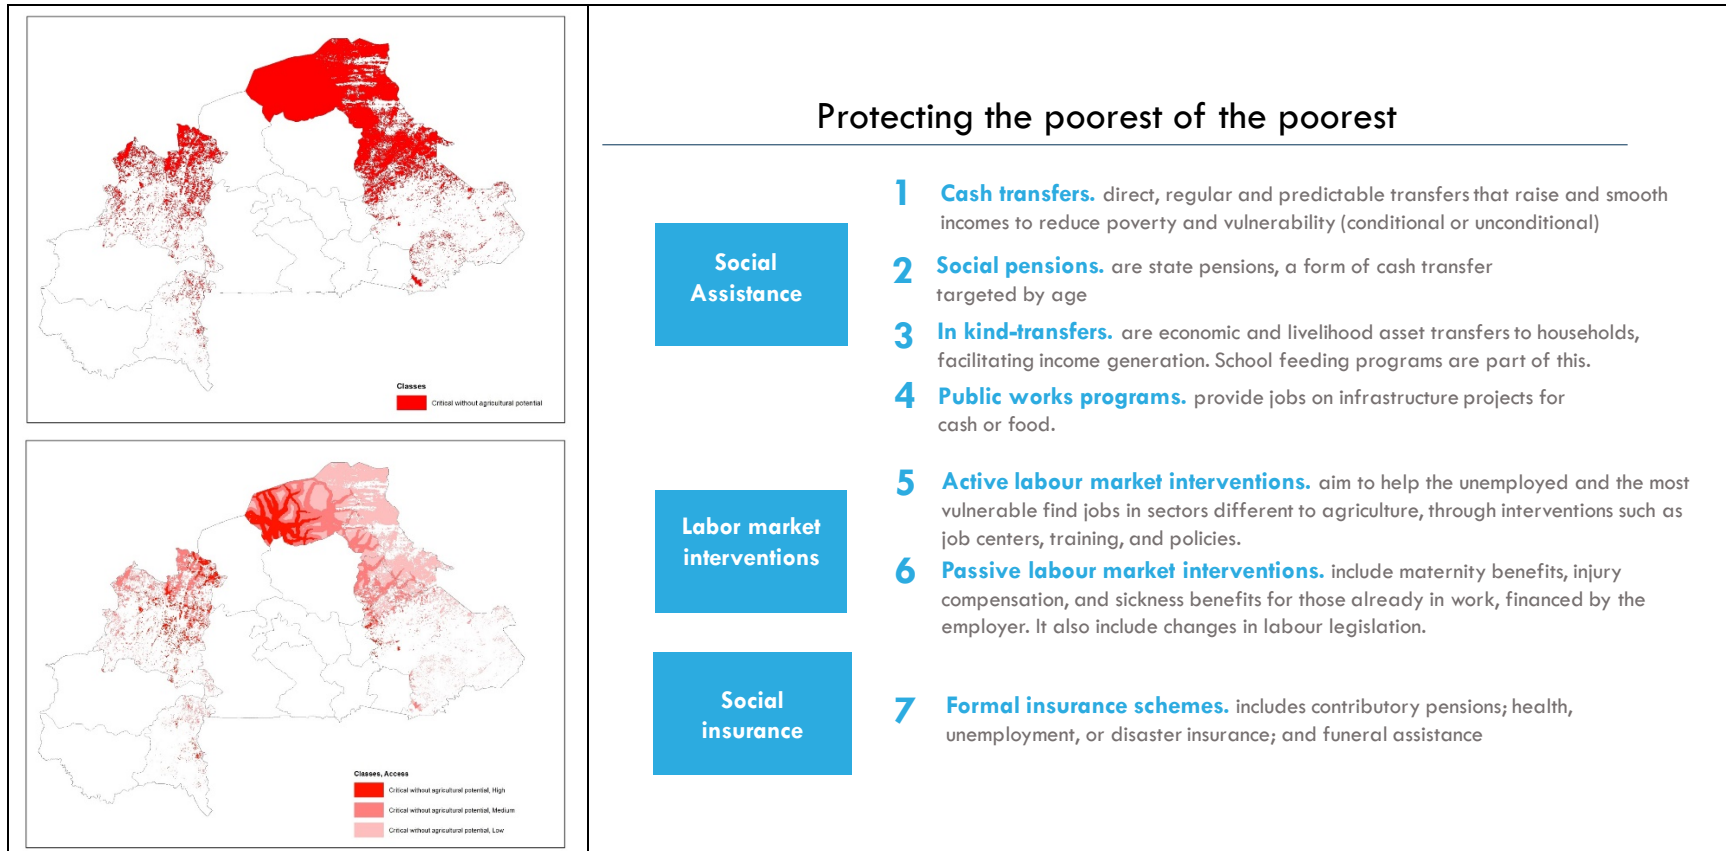 Classes
Critical without agricultural potential
Classes, Access
Critical without agricultural potential, High
Critical without agricultural potential, Medium
Critical without agricultural potential, Low
Protecting the poorest of the poorest
Social
Assistance
1 Cash transfers. direct, regular and predictable transfers that raise and smooth
incomes to reduce poverty and vulnerability (conditional or unconditional)
2 Social pensions. are state pensions, a form of cash transfer
targeted by age
3 In kind-transfers. are economic and livelihood asset transfers to households,
facilitating income generation. School feeding programs are part of this.
4 Public works programs. provide jobs on infrastructure projects for
cash or food.
Labor market
interventions
5 Active labour market interventions. aim to help the unemployed and the most
vulnerable find jobs in sectors different to agriculture, through interventions such as
job centers, training, and policies.
6 Passive labour market interventions. include maternity benefits, injury
compensation, and sickness benefits for those already in work, financed by the
employer. It also include changes in labour legislation.
Social
insurance
7 Formal insurance schemes. includes contributory pensions; health,
unemployment, or disaster insurance; and funeral assistance